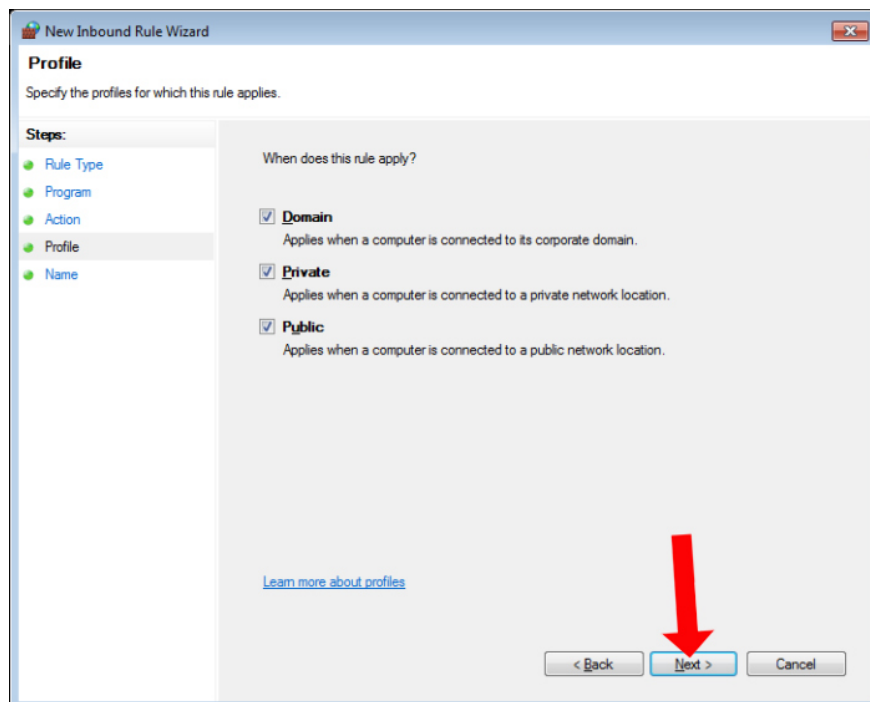 New Inbound Rule Wizard
Profile
Specify the profiles for which this rule applies.
Steps:
Rule Type
Program
Action
Profile
Name
When does this rule apply?
Domain
Applies when a computer is connected to its corporate domain.
Private
Applies when a computer is connected to a private network location.
Public
Applies when a computer is connected to a public network location.
Learn more about profiles
< Back
Next >
Cancel